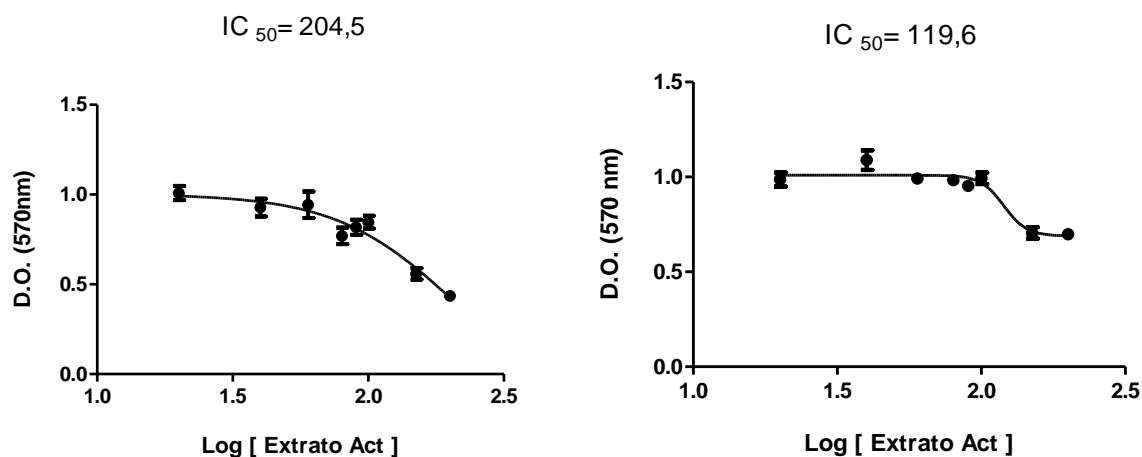 IC 50= 204,5
1.5
1.0
0.5
0.0
D.O. (570nm)
1.0 1.5 2.0 2.5
Log [ Extrato Act ]
IC 50= 119,6
1.5
1.0
0.5
0.0
D.O. (570 nm)
1.0 1.5 2.0 2.5
Log [ Extrato Act ]